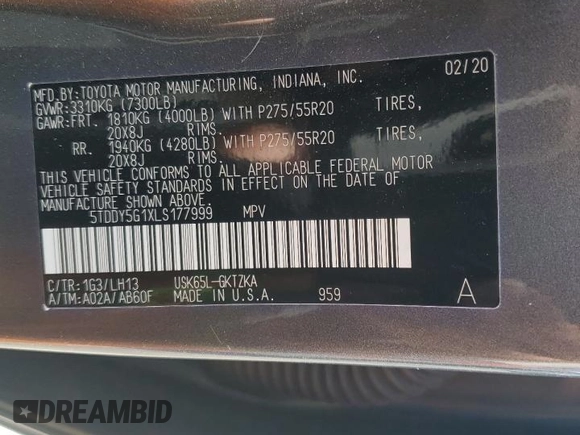 MFD.BY:TOYOTA MOTOR MANUFACTURING, INDIANA, INC. 02/20
GVWR:3310KG (7300LB)
GAWR:FRT. 1810KG (4000LB) WITH P275/55R20 TIRES,
20X8J RIMS.
RR. 1940KG (4280LB) WITH P275/55R20 TIRES,
20X8J RIMS.
THIS VEHICLE CONFORMS TO ALL APPLICABLE FEDERAL MOTOR
VEHICLE SAFETY STANDARDS IN EFFECT ON THE DATE OF
MANUFACTURE SHOWN ABOVE.
5TDDY5G1XLS177999 MPV
C/TR:1G3/LH13 USK65L-GKTZKA
A/TM:A02A/AB60F MADE IN U.S.A. 959 A
DREAMBID